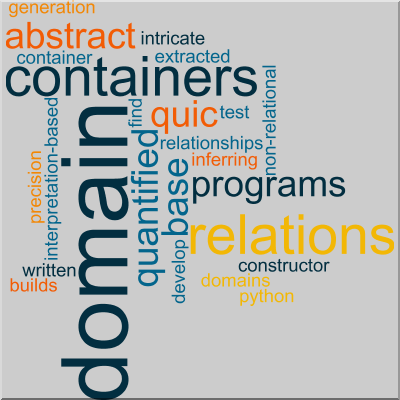 generation
abstract
intricate
container
extracted
containers
domain
interpretation-based
precision
find
quic
test
relationships
non-relational
inferring
quantified
base
programs
relations
develop
written
constructor
builds
domains
python